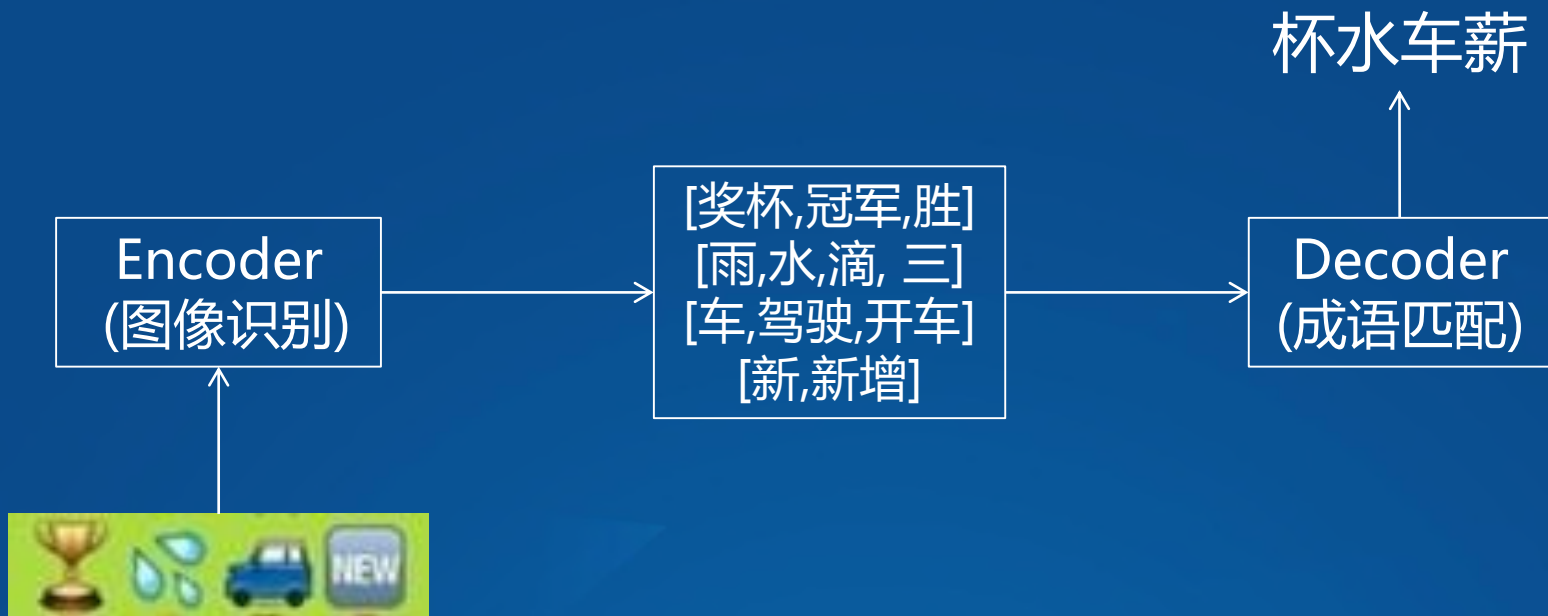 杯水车薪
Encoder
(图像识别)
[奖杯,冠军,胜]
[雨,水,滴, 三]
[车,驾驶,开车]
[新,新增]
Decoder
(成语匹配)
NEW